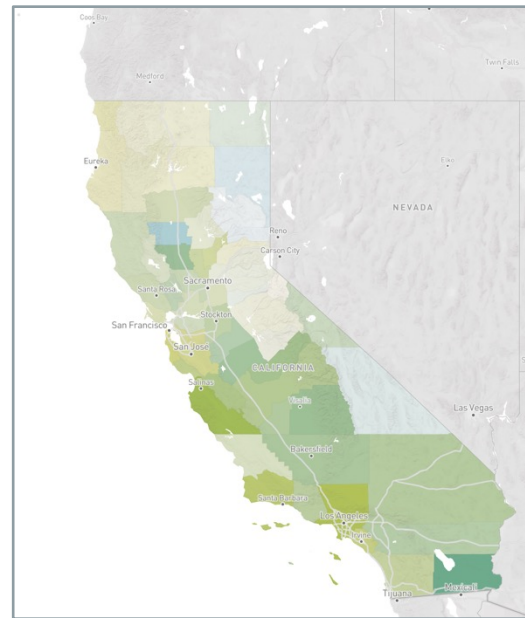 Coos Bay
Medford
Twin Falls
Eureka
Elko
NEVADA
Reno
Carson City
Sacramento
Santa Rosa
Stockton
San Francisco
San Jose
CALIFORNIA
Salinas
Visalia
Las Vegas
Bakersfield
Santa Barbara
Los Angeles
Irvine
Tijuana
Mexicali